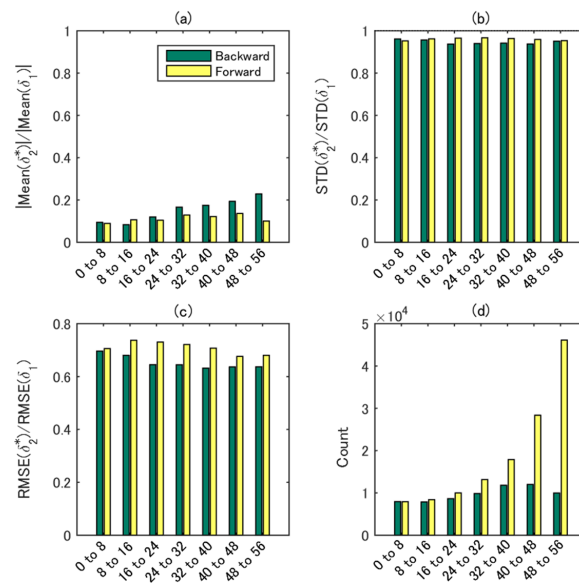 (a)
1
0.8
0.6
0.4
0.2
0
|Mean(δ₂*)|/|Mean(δ₁)|
Backward
Forward
0 to 8
8 to 16
16 to 24
24 to 32
32 to 40
40 to 48
48 to 56
(b)
1
0.8
0.6
0.4
0.2
0
STD(δ₂*)/STD(δ₁)
0 to 8
8 to 16
16 to 24
24 to 32
32 to 40
40 to 48
48 to 56
(c)
0.8
0.6
0.4
0.2
0
RMSE(δ₂*)/RMSE(δ₁)
0 to 8
8 to 16
16 to 24
24 to 32
32 to 40
40 to 48
48 to 56
(d)
×10⁴
5
4
3
2
1
0
Count
0 to 8
8 to 16
16 to 24
24 to 32
32 to 40
40 to 48
48 to 56